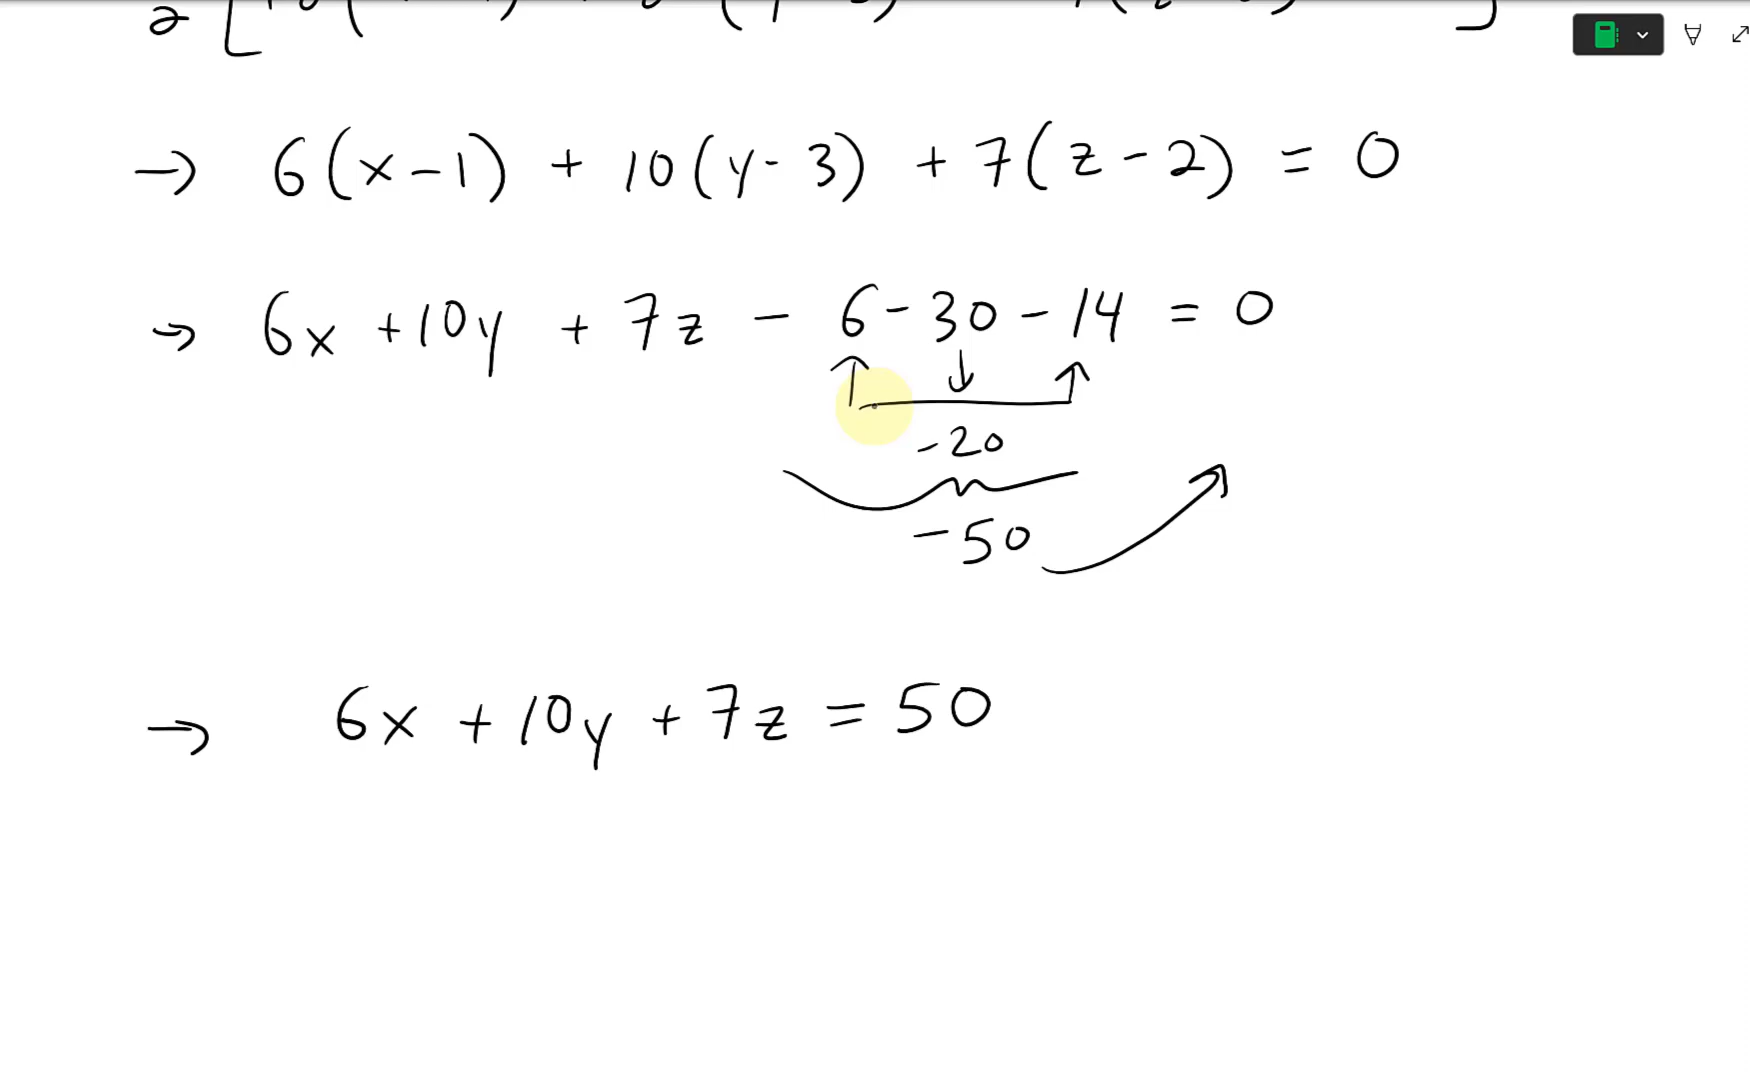 → 6(x-1) + 10(y-3) + 7(z-2) = 0
→ 6x + 10y + 7z - 6 - 30 - 14 = 0
-20
-50
→ 6x + 10y + 7z = 50